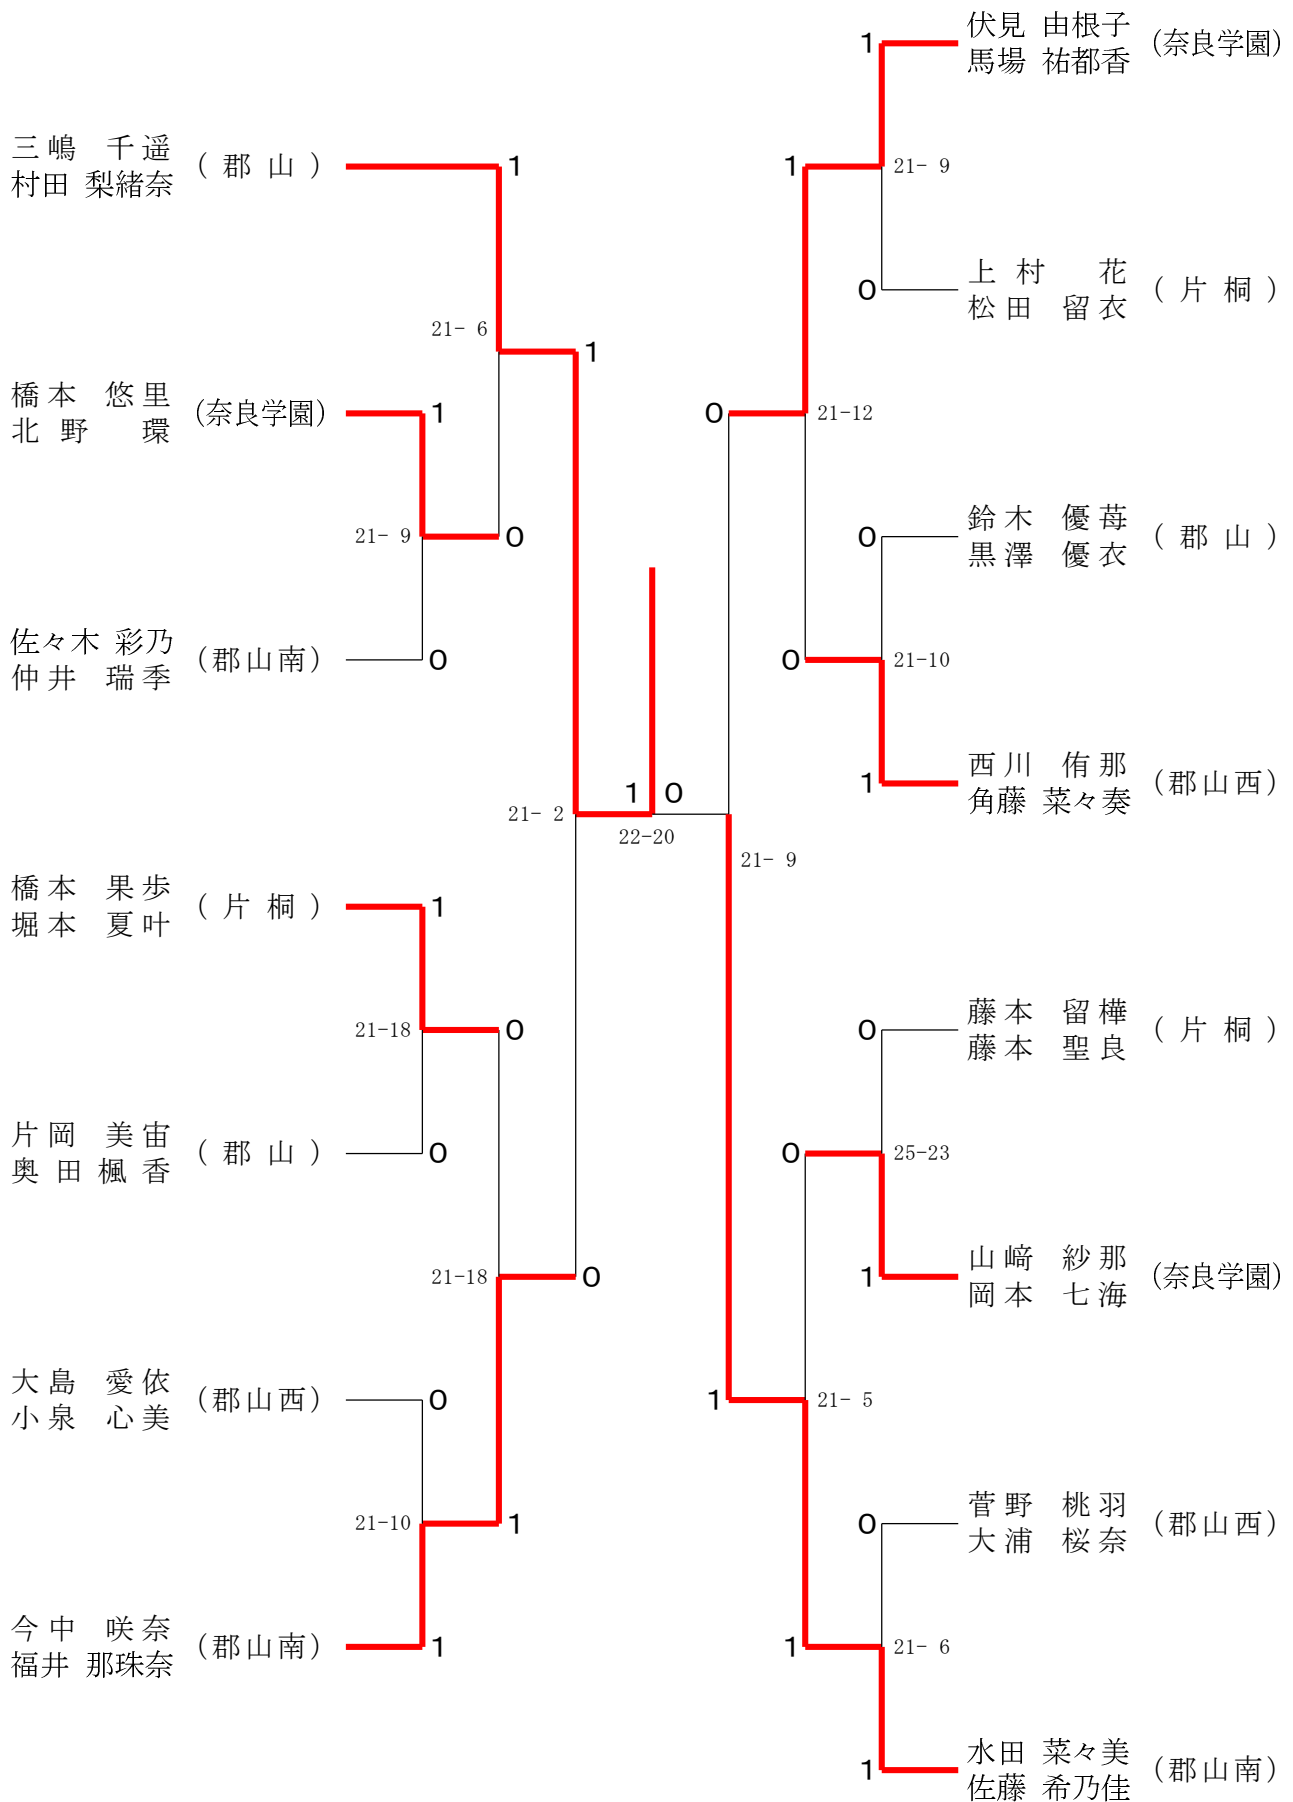 三嶋 千遥
村田 梨緒奈
(郡山)
1
21- 6
1
橋本 悠里
北野 環
(奈良学園)
1
21- 9
0
佐々木 彩乃
仲井 瑞季
(郡山南)
0
21- 2
橋本 果歩
堀本 夏叶
(片桐)
1
21-18
0
片岡 美宙
奥田 楓香
(郡山)
0
21-18
0
大島 愛依
小泉 心美
(郡山西)
0
21-10
1
今中 咲奈
福井 那珠奈
(郡山南)
1
1 0
22-20
伏見 由根子
馬場 祐都香
(奈良学園)
1
1
21- 9
上村 花
松田 留衣
(片桐)
0
0
21-12
鈴木 優苺
黒澤 優衣
(郡山)
0
0
21-10
西川 侑那
角藤 菜々奏
(郡山西)
1
21- 9
藤本 留樺
藤本 聖良
(片桐)
0
0
25-23
山﨑 紗那
岡本 七海
(奈良学園)
1
1
21- 5
菅野 桃羽
大浦 桜奈
(郡山西)
0
1
21- 6
水田 菜々美
佐藤 希乃佳
(郡山南)
1